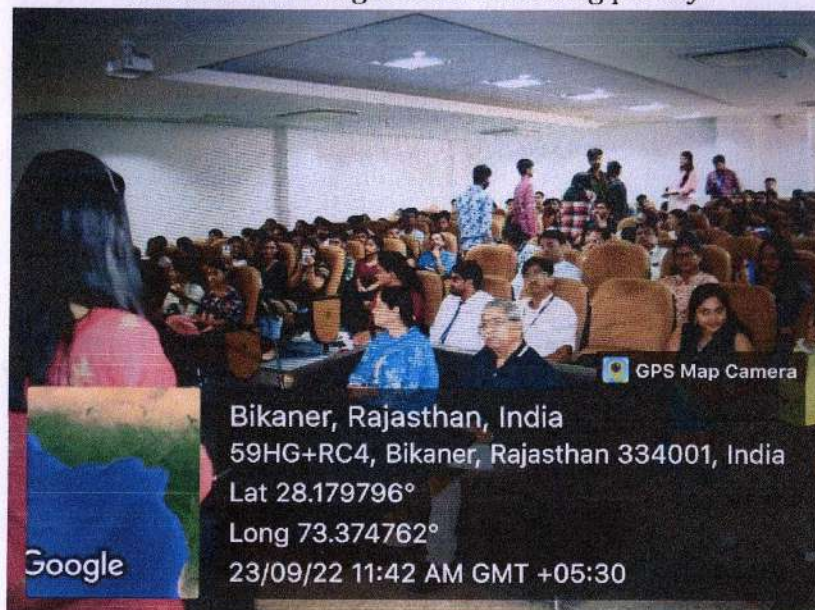 GPS Map Camera
Bikaner, Rajasthan, India
59HG+RC4, Bikaner, Rajasthan 334001, India
Lat 28.179796°
Long 73.374762°
23/09/22 11:42 AM GMT +05:30
Google